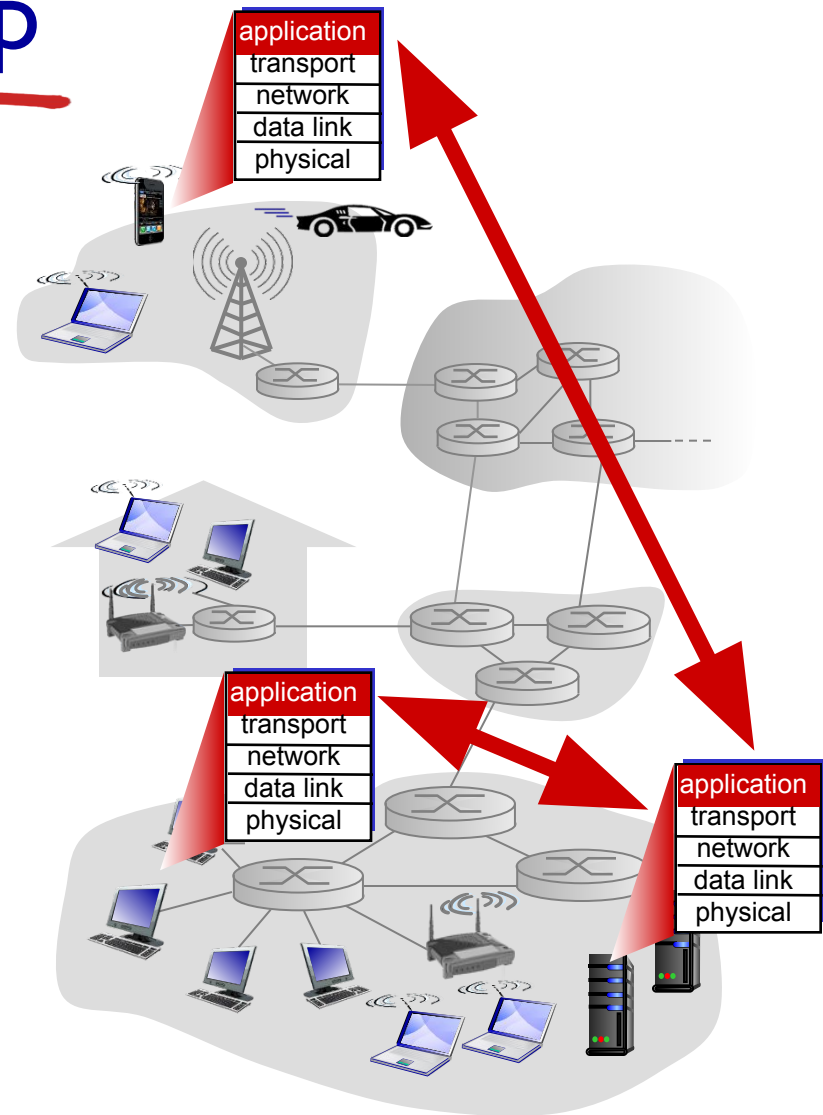 P
application
transport
network
data link
physical
application
transport
network
data link
physical
application
transport
network
data link
physical